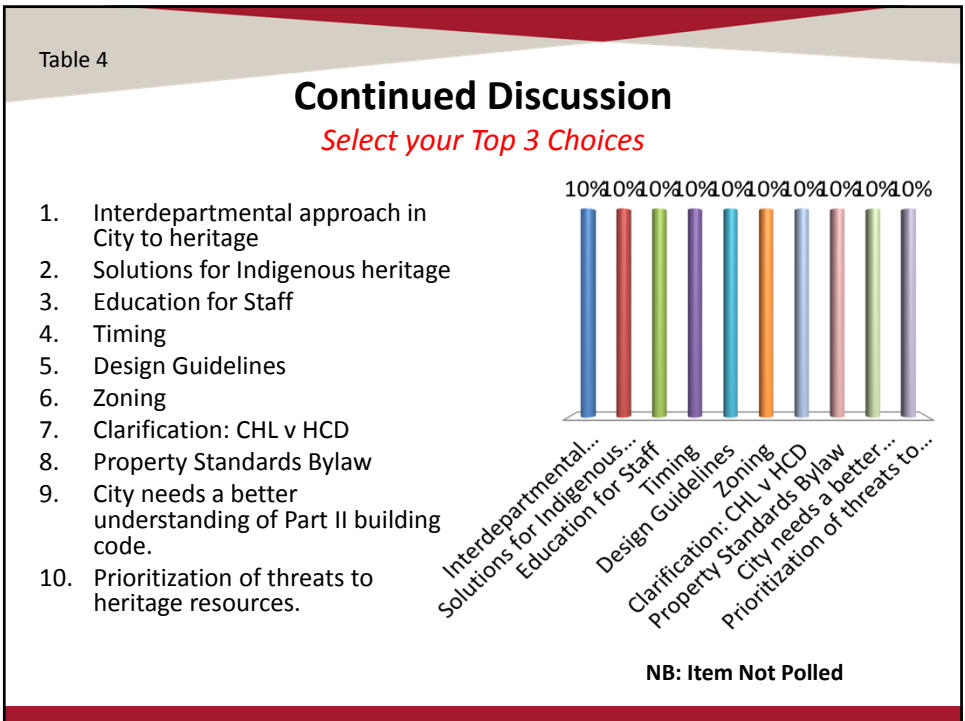 Table 4
Continued Discussion
Select your Top 3 Choices
1. Interdepartmental approach in
City to heritage
2. Solutions for Indigenous heritage
3. Education for Staff
4. Timing
5. Design Guidelines
6. Zoning
7. Clarification: CHL v HCD
8. Property Standards Bylaw
9. City needs a better
understanding of Part II building
code.
10. Prioritization of threats to
heritage resources.
10% 10% 10% 10% 10% 10% 10% 10% 10% 10%
Interdepartmental...
Solutions for Indigenous...
Education for Staff
Timing
Design Guidelines
Zoning
Clarification: CHL v HCD
Property Standards Bylaw
City needs a better...
Prioritization of threats to...
NB: Item Not Polled